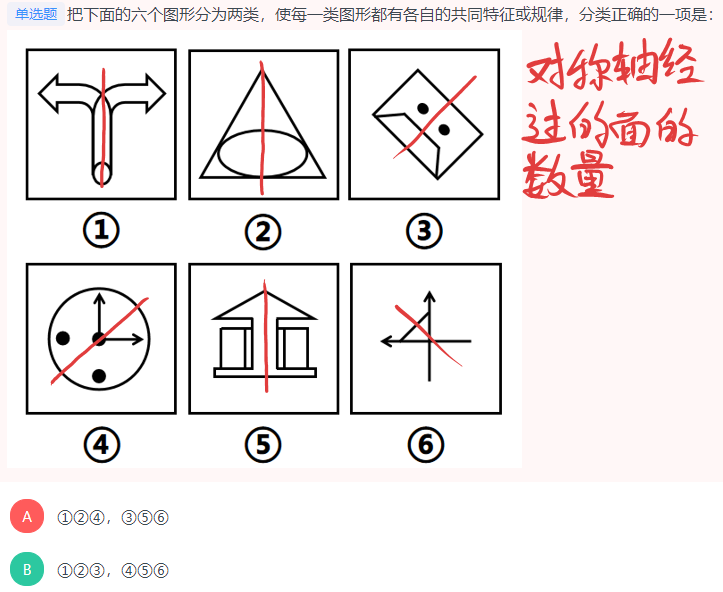 单选题 把下面的六个图形分为两类，使每一类图形都有各自的共同特征或规律，分类正确的一项是：
对称轴经
过的面的
数量
① ② ③
④ ⑤ ⑥
A ①②④，③⑤⑥
B ①②③，④⑤⑥